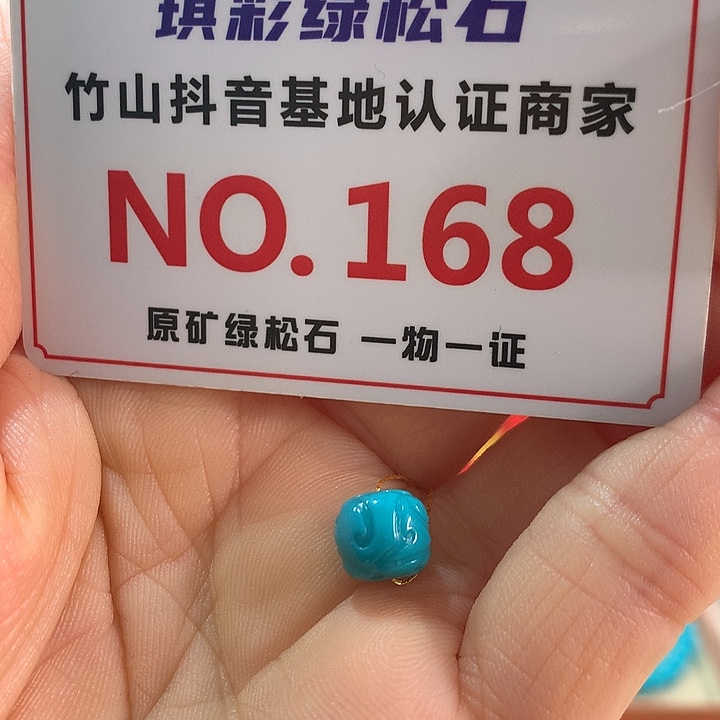 琪彩绿松石
竹山抖音基地认证商家
NO.168
原矿绿松石 一物一证